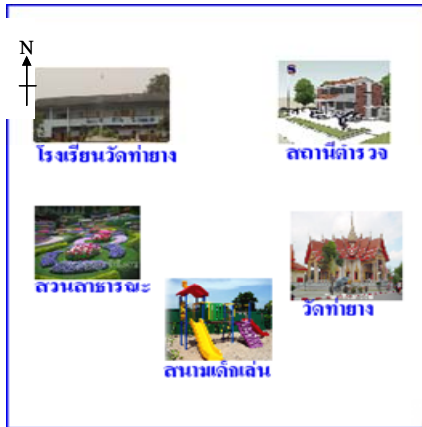 N
โรงเรียนวัดท่ายาง
สถานีตำรวจ
สวนสาธารณะ
วัดท่ายาง
สนามเด็กเล่น